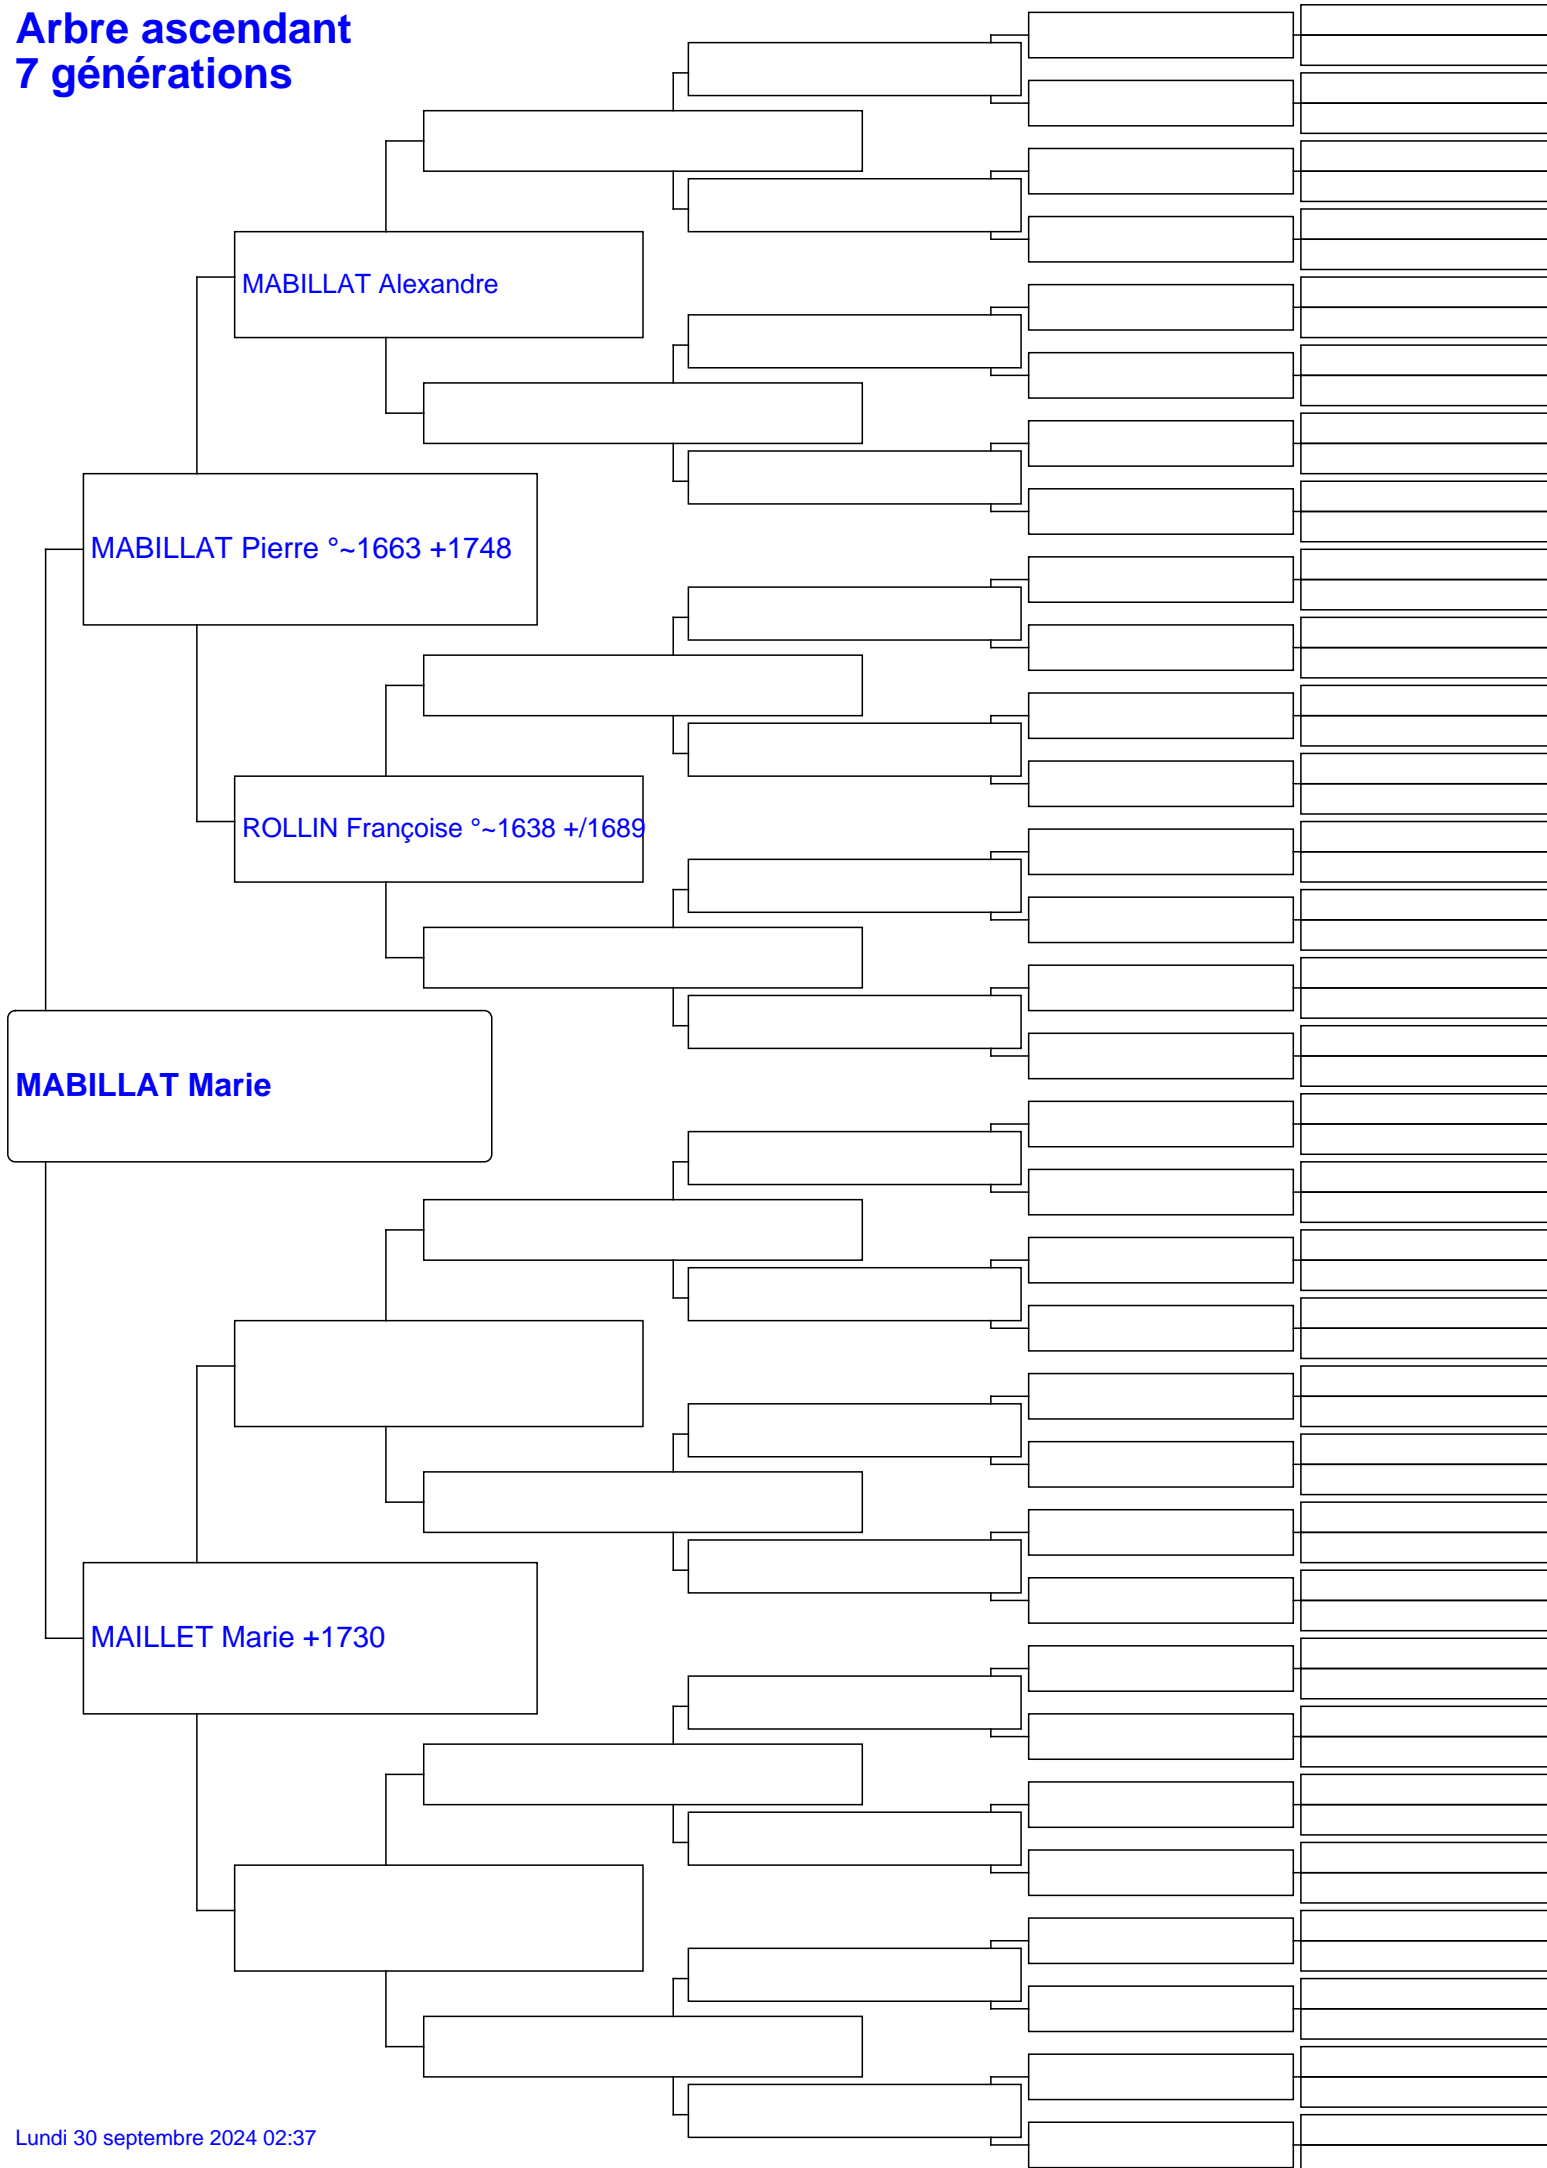 Arbre ascendant
7 générations
MABILLAT Alexandre
MABILLAT Pierre °~1663 +1748
ROLLIN Françoise °~1638 +/1689
MABILLAT Marie
MAILLET Marie +1730
Lundi 30 septembre 2024 02:37